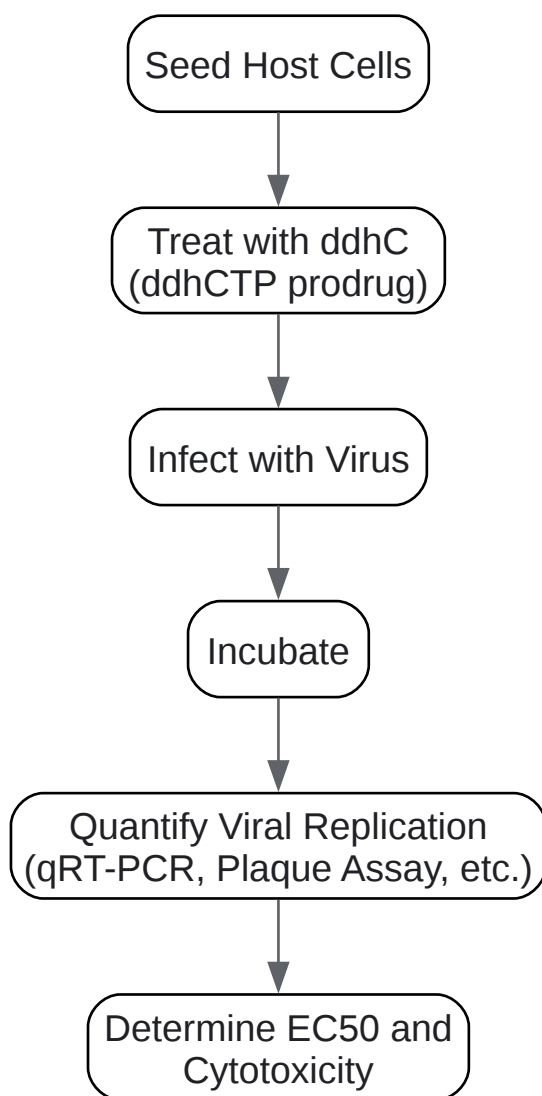 Seed Host Cells
Treat with ddhC
(ddhCTP prodrug)
Infect with Virus
Incubate
Quantify Viral Replication
(qRT-PCR, Plaque Assay, etc.)
Determine EC50 and
Cytotoxicity